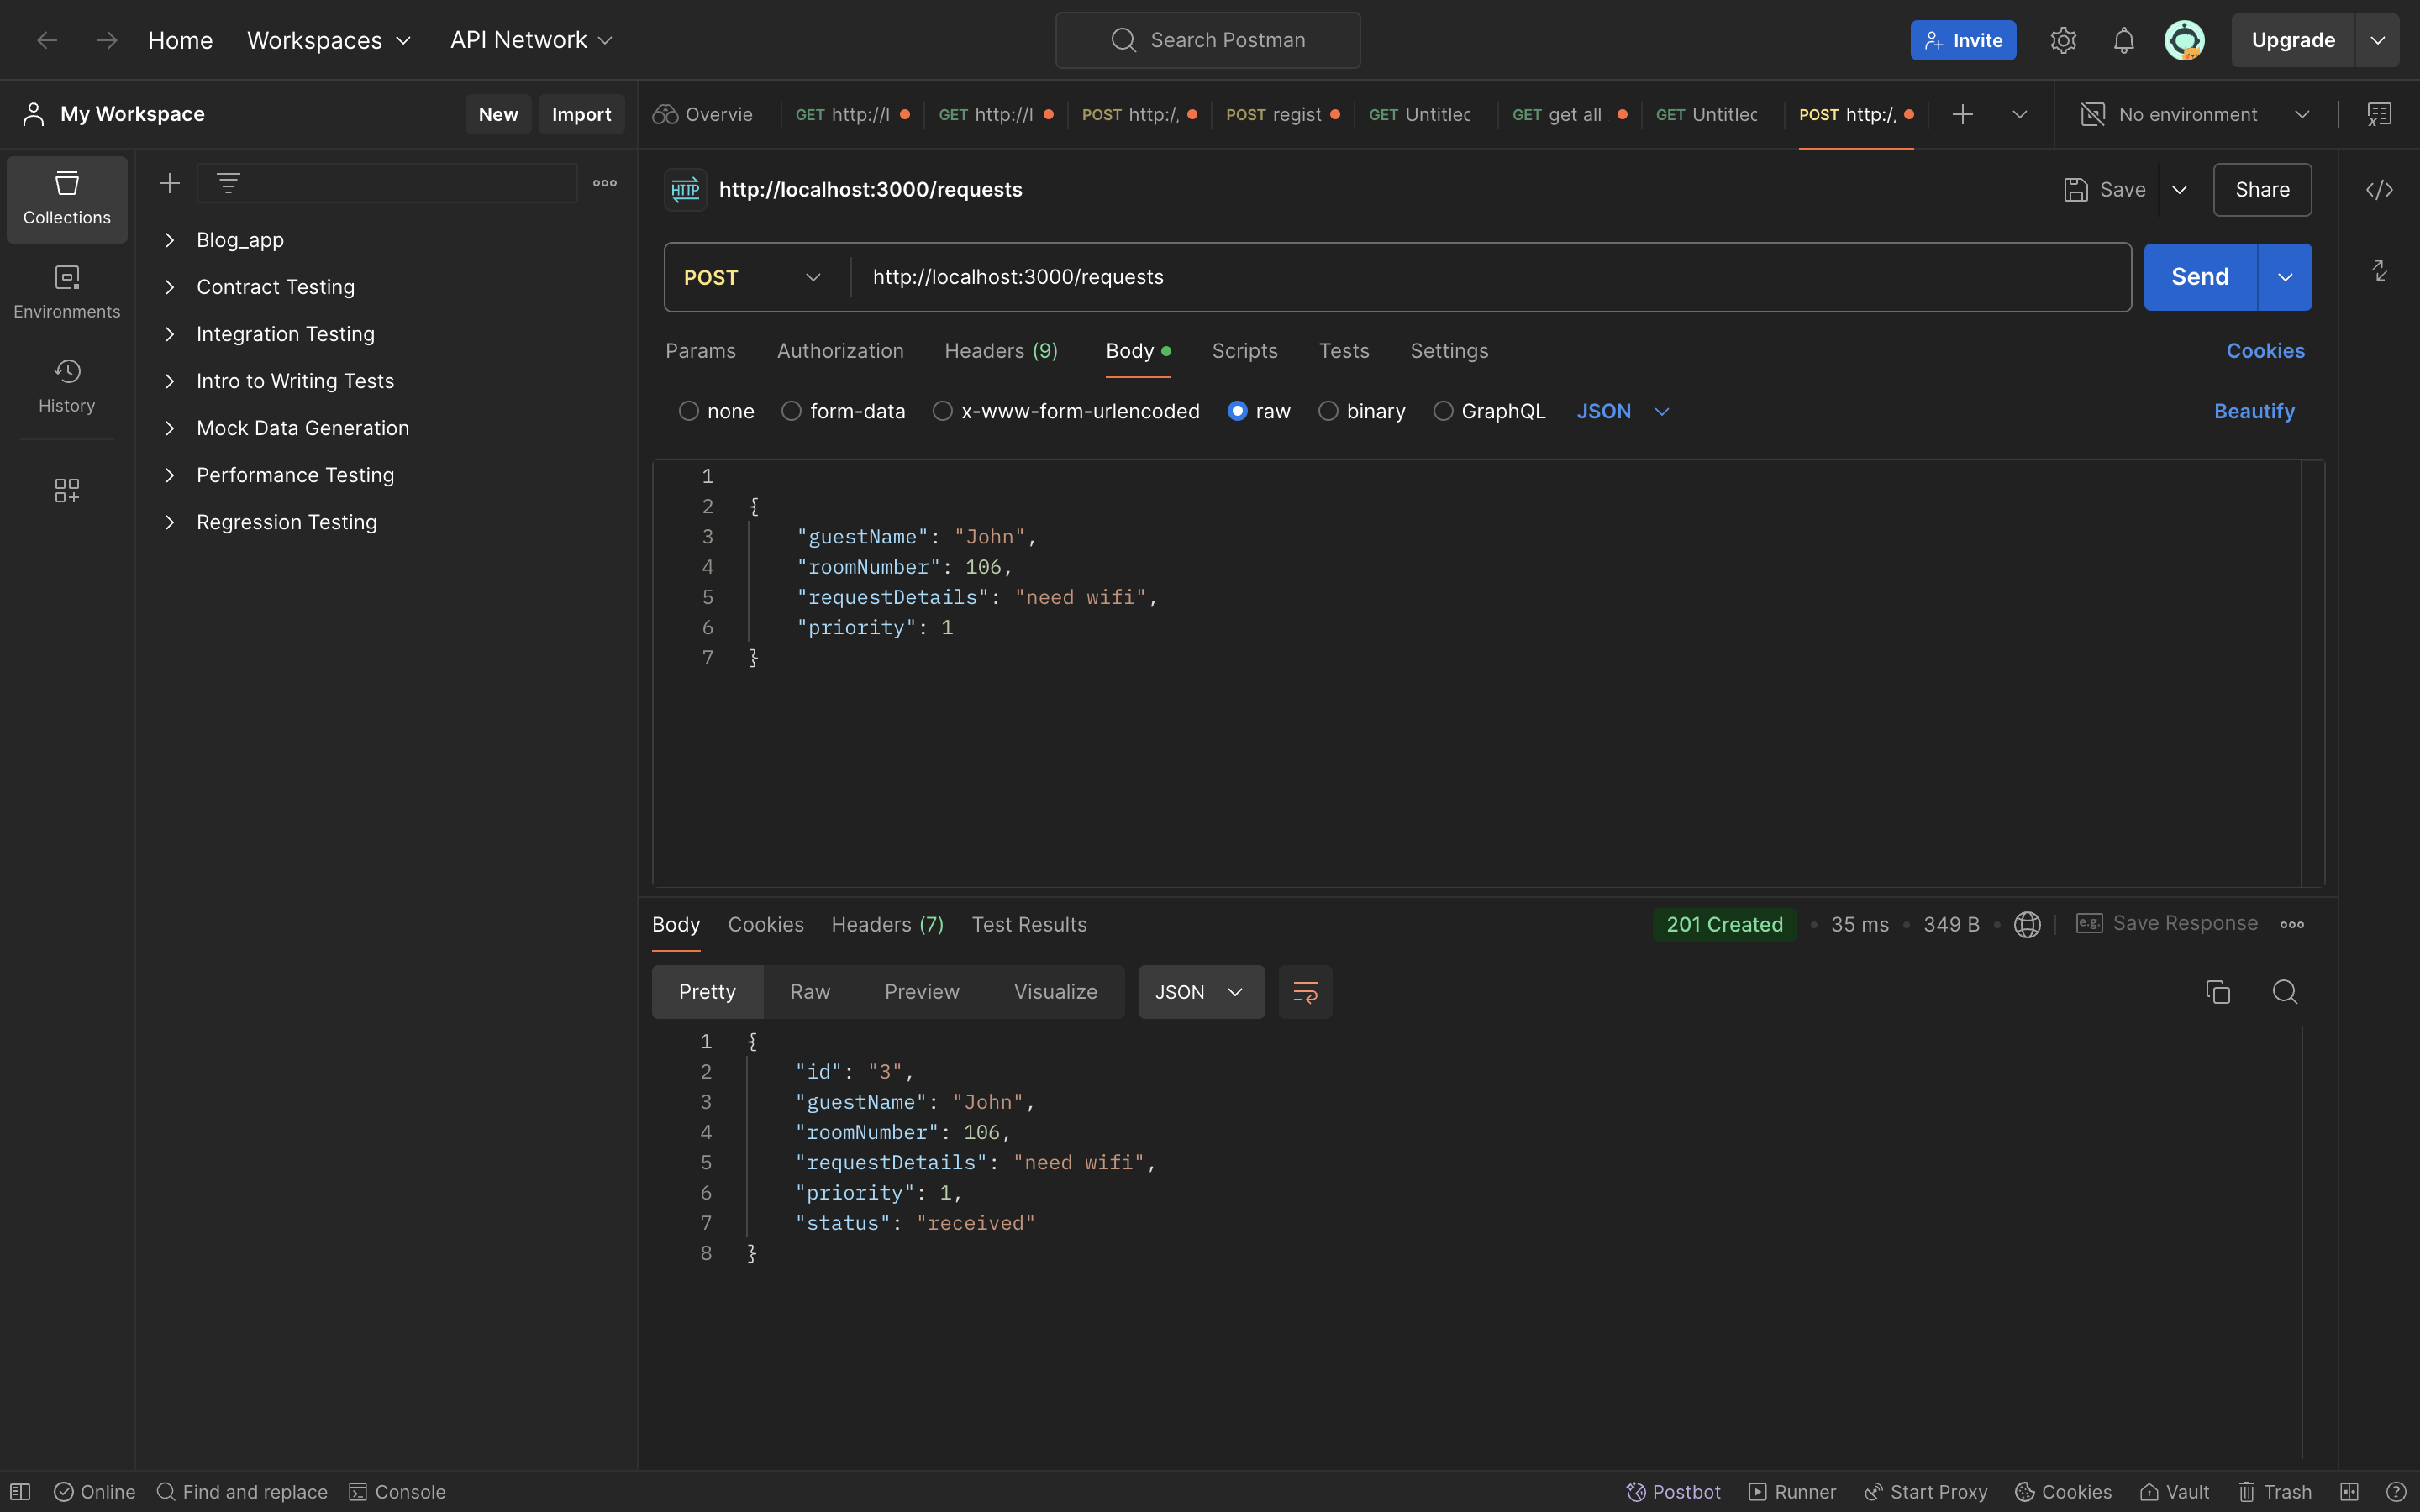 Home
Workspaces
API Network
Search Postman
Invite
Upgrade
My Workspace
New
Import
Overvie
GET http://l
GET http://l
POST http:/,
POST regist
GET Untitlec
GET get all
GET Untitlec
POST http:/,
No environment
Collections
Environments
History
Blog_app
Contract Testing
Integration Testing
Intro to Writing Tests
Mock Data Generation
Performance Testing
Regression Testing
HTTP
http://localhost:3000/requests
Save
Share
POST
http://localhost:3000/requests
Send
Params
Authorization
Headers (9)
Body
Scripts
Tests
Settings
Cookies
none
form-data
x-www-form-urlencoded
raw
binary
GraphQL
JSON
Beautify
1
2 {
3 "guestName": "John",
4 "roomNumber": 106,
5 "requestDetails": "need wifi",
6 "priority": 1
7 }
Body
Cookies
Headers (7)
Test Results
201 Created
35 ms
349 B
e.g.
Save Response
Pretty
Raw
Preview
Visualize
JSON
1 {
2 "id": "3",
3 "guestName": "John",
4 "roomNumber": 106,
5 "requestDetails": "need wifi",
6 "priority": 1,
7 "status": "received"
8 }
Online
Find and replace
Console
Postbot
Runner
Start Proxy
Cookies
Vault
Trash